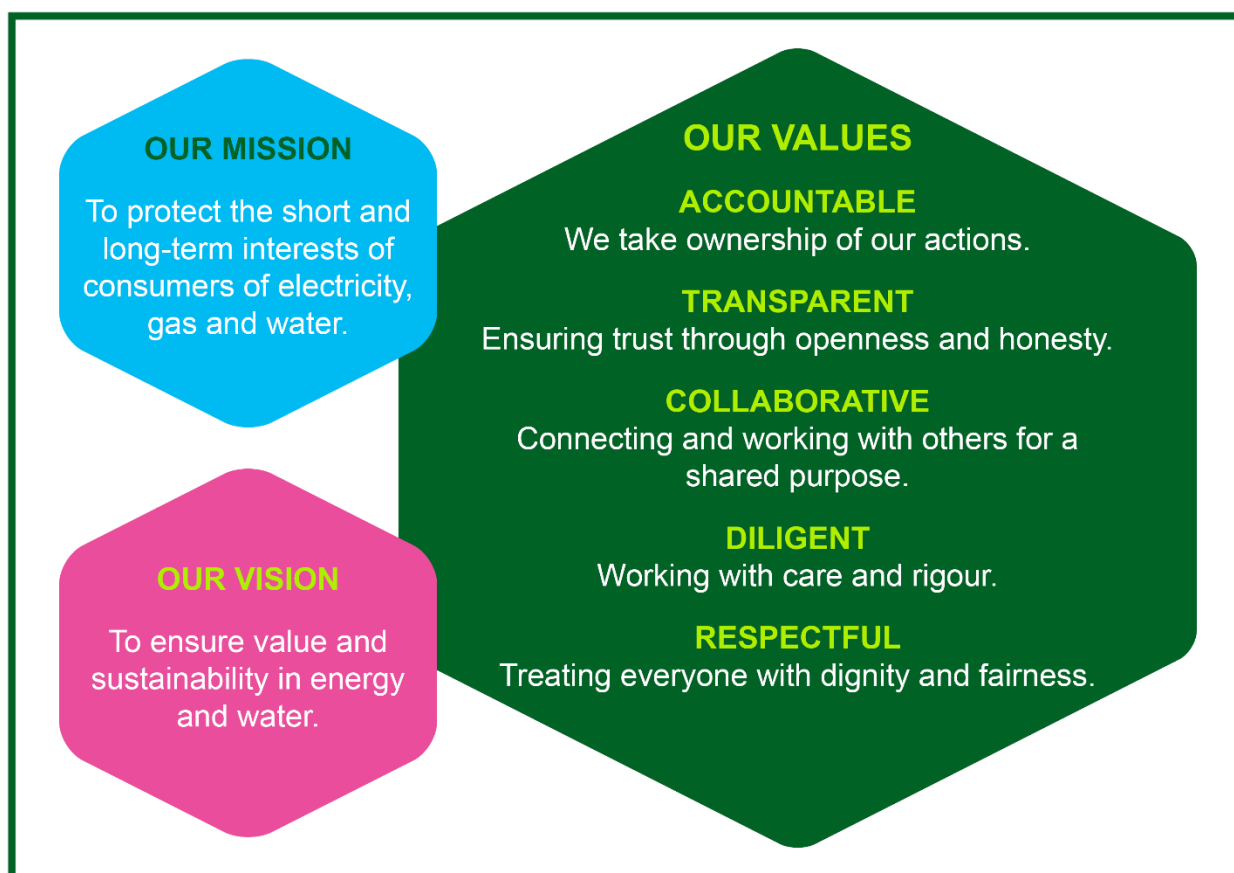 OUR MISSION
To protect the short and
long-term interests of
consumers of electricity,
gas and water.
OUR VISION
To ensure value and
sustainability in energy
and water.
OUR VALUES
ACCOUNTABLE
We take ownership of our actions.
TRANSPARENT
Ensuring trust through openness and honesty.
COLLABORATIVE
Connecting and working with others for a
shared purpose.
DILIGENT
Working with care and rigour.
RESPECTFUL
Treating everyone with dignity and fairness.